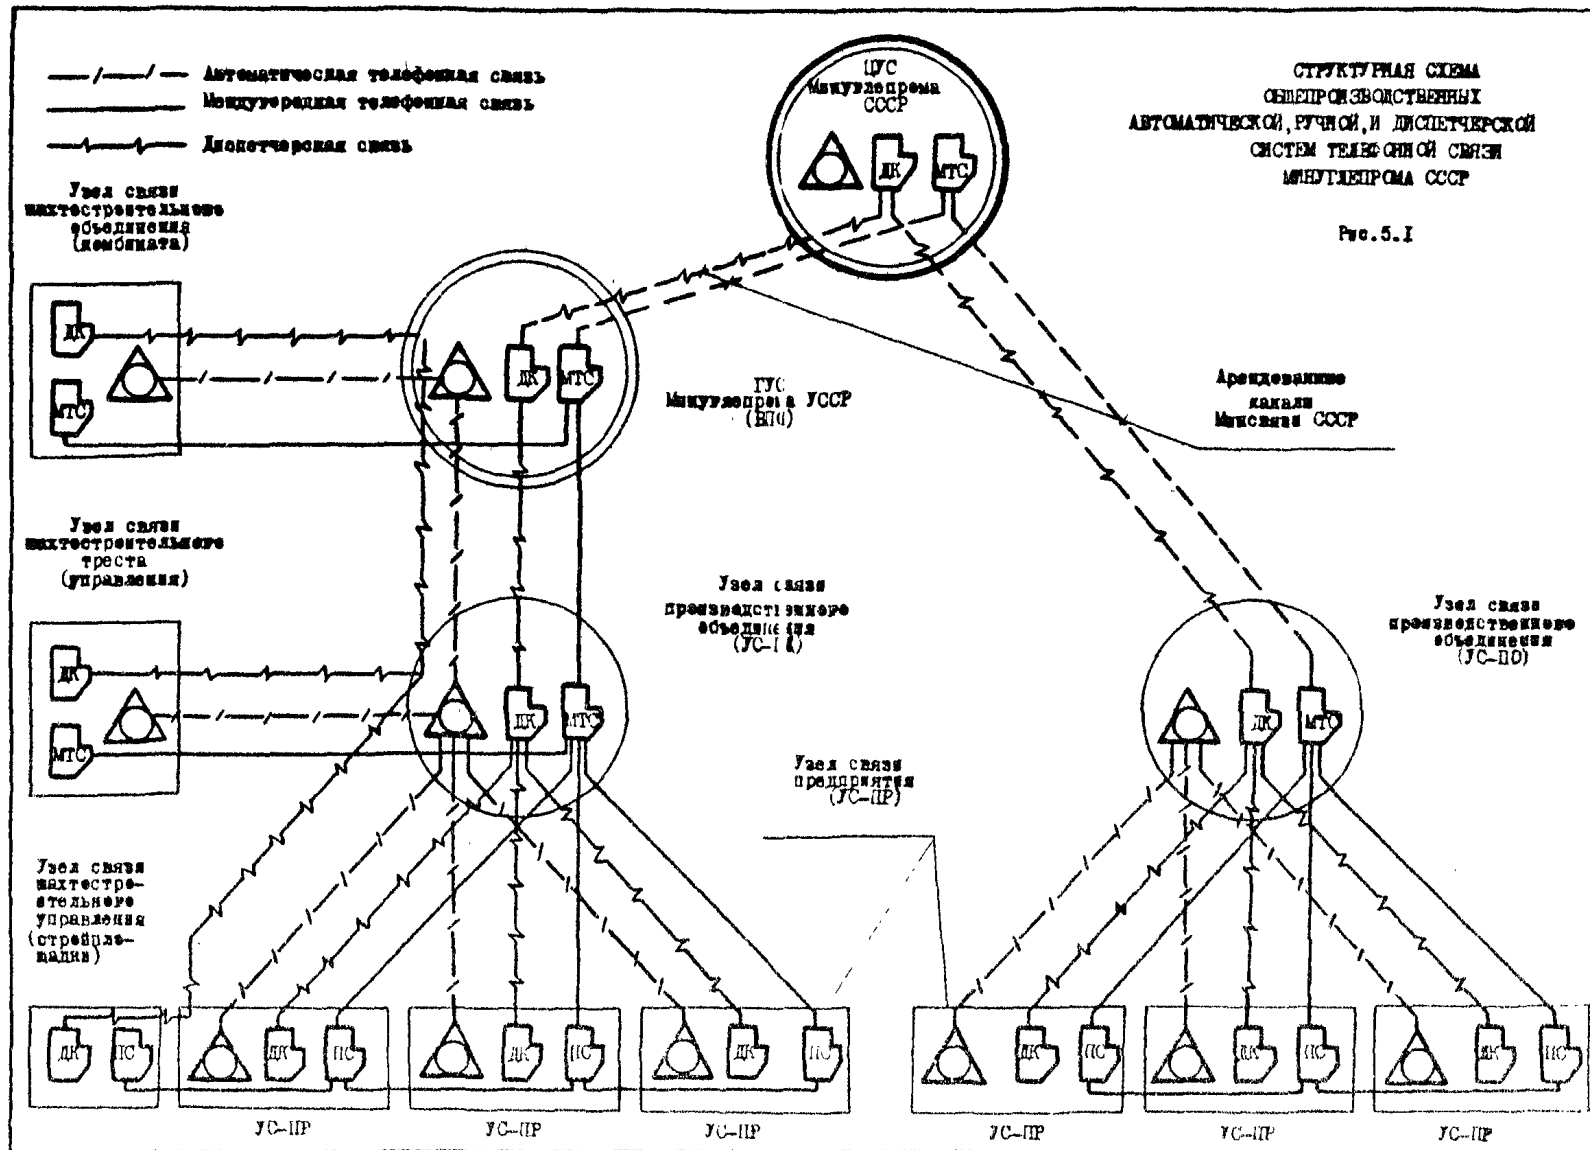 Автоматическая телефонная связь
Междугородная телефонная связь
Диспетчерская связь
СТРУКТУРНАЯ СХЕМА
ОБЩЕПРОИЗВОДСТВЕННЫХ
АВТОМАТИЧЕСКОЙ, РУЧНОЙ, И ДИСПЕТЧЕРСКОЙ
СИСТЕМ ТЕЛЕФОННОЙ СВЯЗИ
МИНУГЛЕПРОМА СССР
Рис.5.I
ЦУС
Минуглепрома
СССР
ДК
МТС
Узел связи
шахтостроительного
объединения
(комбината)
ДК
МТС
ДК
МТС
ГУС
Минуглепрома УССР
(ВПО)
Арендованные
каналы
Минсвязи СССР
Узел связи
шахтостроительного
треста
(управления)
ДК
МТС
Узел связи
производственного
объединения
ДК
МТС
Узел связи
производственного
объединения
(УС-ПО)
ДК
МТС
Узел связи
предприятия
(УС-ПР)
Узел связи
шахтостро-
ительного
управления
(стройпло-
щадки)
ДК
ПС
ДК
ПС
ДК
ПС
ДК
ПС
ДК
ПС
ДК
ПС
ДК
ПС
УС-ПР
УС-ПР
УС-ПР
УС-ПР
УС-ПР
УС-ПР